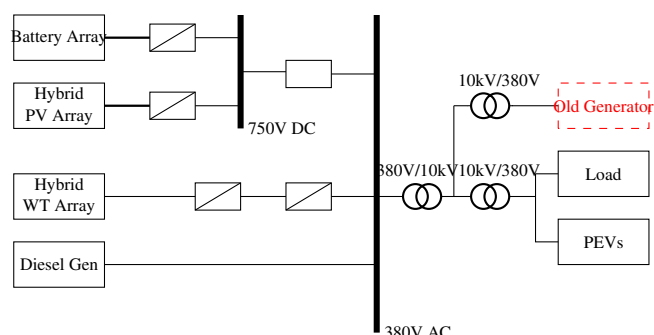 Battery Array
Hybrid
PV Array
750V DC
10kV/380V
Old Generator
380V/10kV
10kV/380V
Hybrid
WT Array
Load
PEVs
Diesel Gen
380V AC